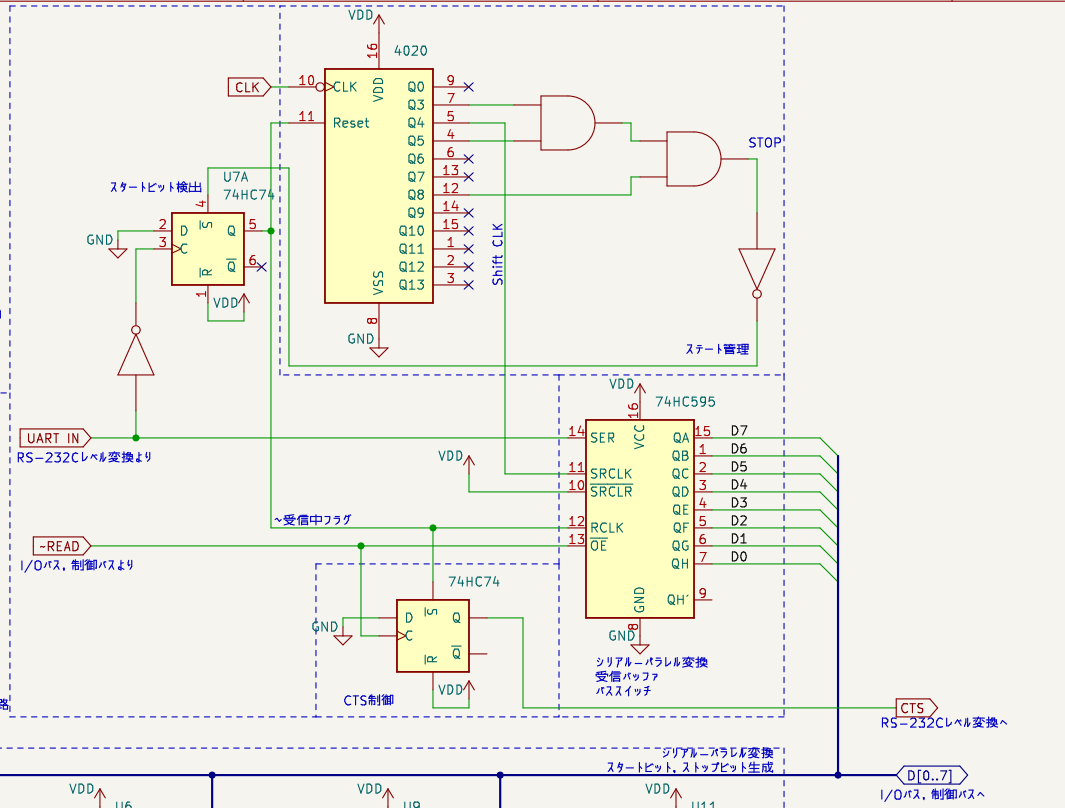 VDD
16
4020
CLK
10
CLK
VDD
Q0
9
Q3
7
11
Reset
Q4
5
Q5
4
Q6
6
STOP
Q7
13
Q8
12
Q9
14
Q10
15
Q11
1
Q12
2
Q13
3
VSS
8
GND
Shift CLK
スタートビット検出
U7A
74HC74
4
S
2
D
Q
5
GND
3
C
R
Q
6
1
VDD
ステート管理
UART IN
RS-232Cレベル変換より
VDD
16
74HC595
14
SER
VCC
QA
15
D7
QB
1
D6
VDD
11
SRCLK
QC
2
D5
10
SRCLR
QD
3
D4
QE
4
D3
~受信中フラグ
12
RCLK
QF
5
D2
~READ
13
OE
QG
6
D1
I/Oバス, 制御バスより
QH
7
D0
GND
QH'
9
8
GND
74HC74
S
D
Q
GND
C
R
Q
VDD
CTS制御
シリアルーパラレル変換
受信バッファ
バススイッチ
路
CTS
RS-232Cレベル変換へ
シリアルーパラレル変換
スタートビット, ストップビット生成
D[0..7]
I/Oバス, 制御バスへ
VDD
U6
VDD
U9
VDD
U11